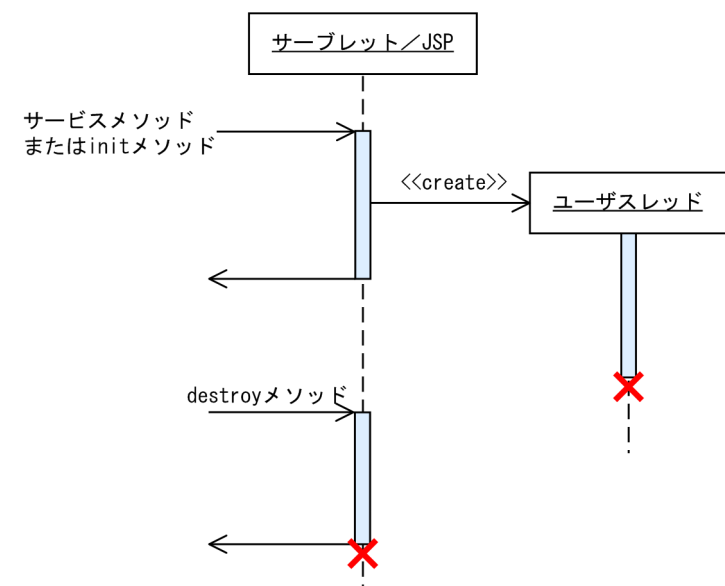 サーブレット／JSP
サービスメソッド
またはinitメソッド
<<create>>
ユーザスレッド
destroyメソッド